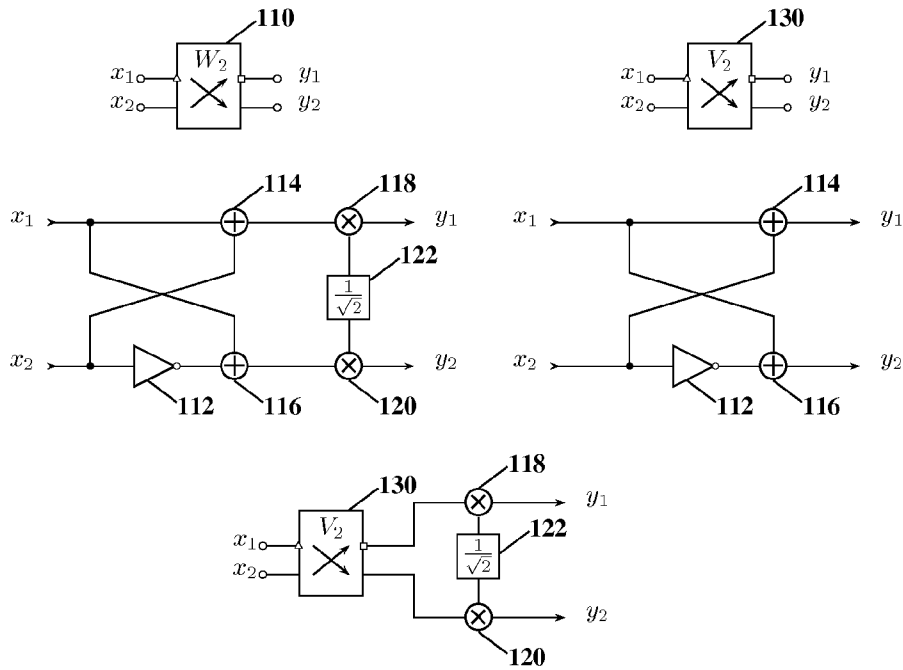 110
130
W₂
x₁
y₁
x₂
y₂
V₂
x₁
y₁
x₂
y₂
114
118
x₁
y₁
122
1/√2
x₂
y₂
112
116
120
114
x₁
y₁
x₂
y₂
112
116
118
130
y₁
V₂
122
x₁
1/√2
x₂
y₂
120